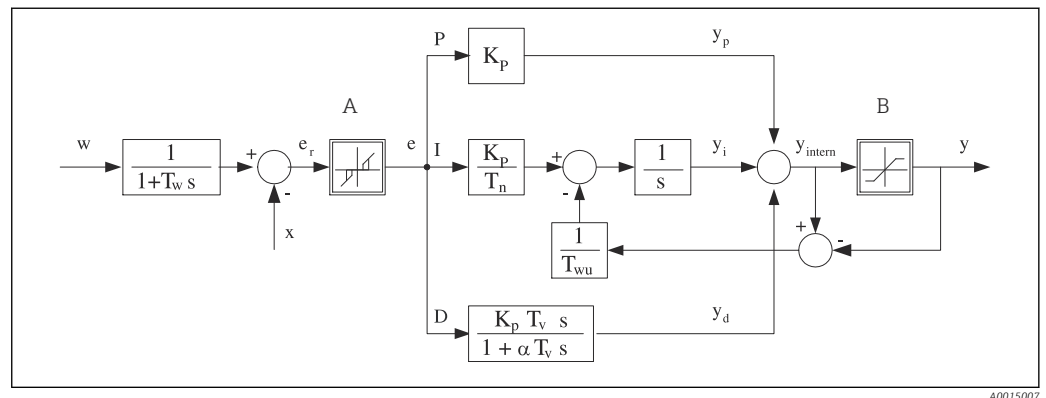 P
K_P
y_p
A
B
w
1
1+T_w s
+
-
e_r
x
e
I
K_P
T_n
+
-
1
s
y_i
y_intern
y
1
T_wu
+
-
D
K_p T_v s
1 + α T_v s
y_d
A0015007